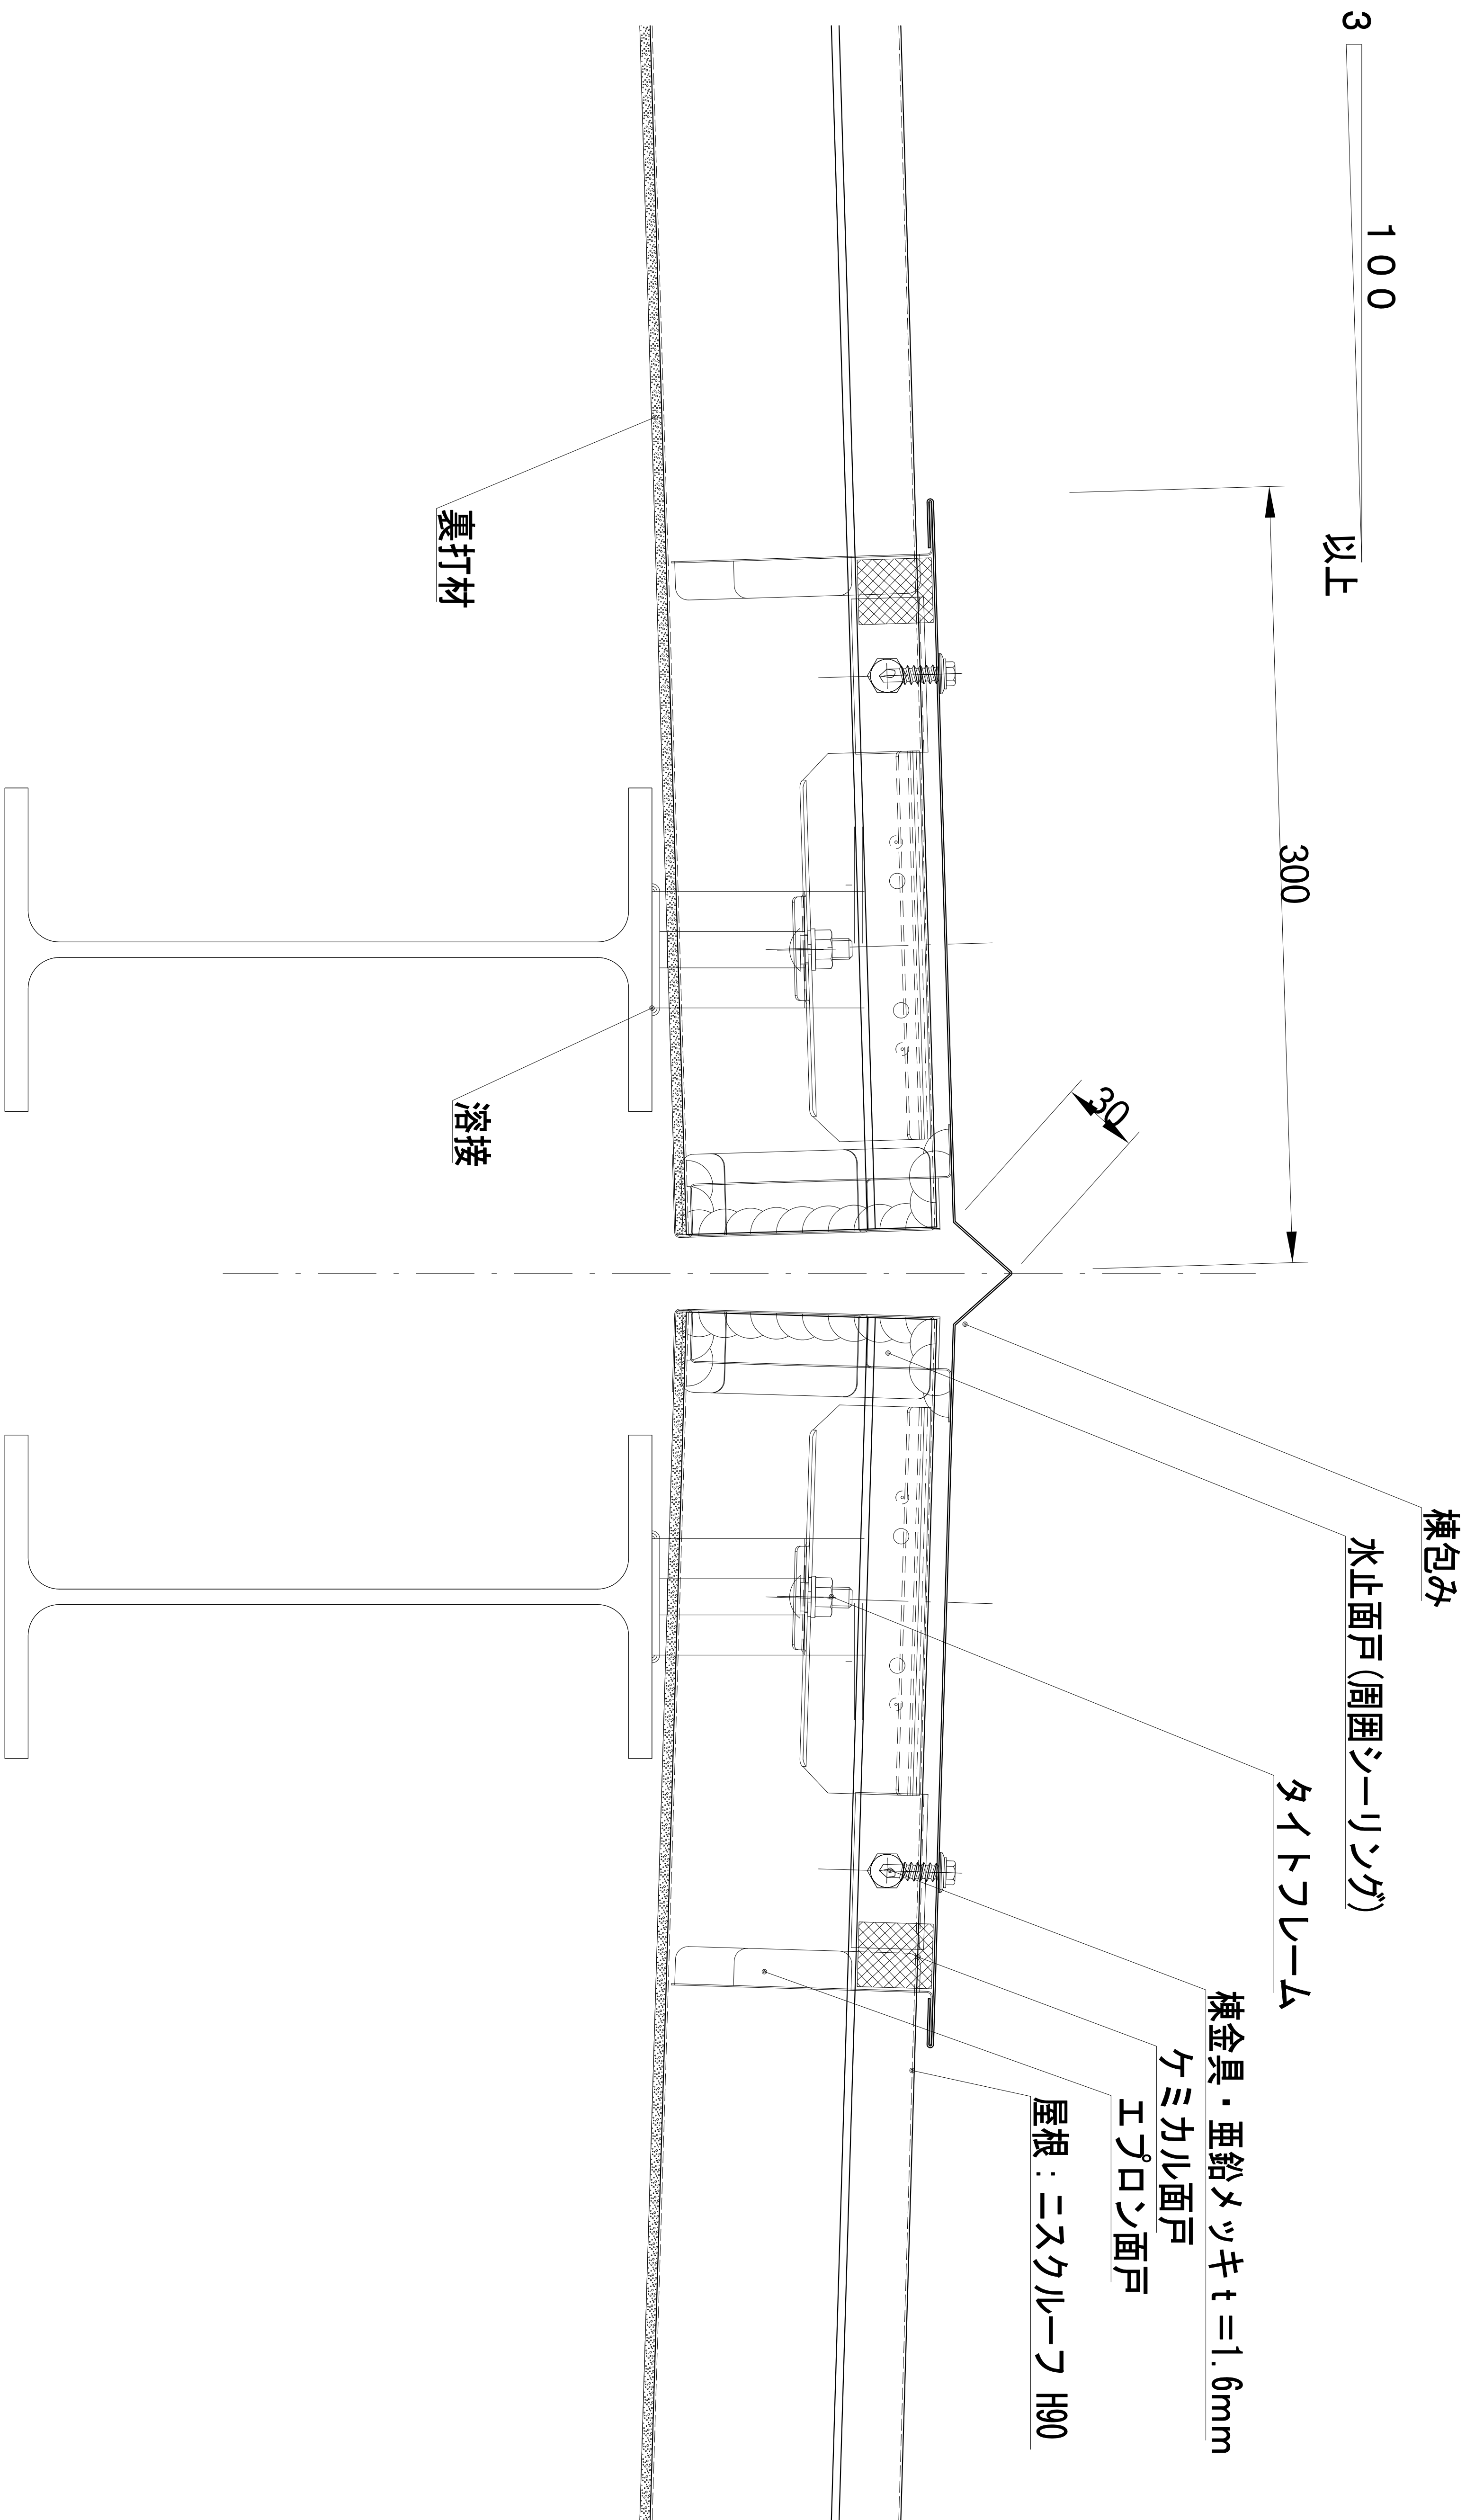 3
100
以上
300
30
棟包み
水止面戸(周囲シーリング)
タイトフレーム
棟金具・亜鉛メッキt=1.6mm
ケミカル面戸
エプロン面戸
屋根:ニスクルーフ H90
裏打材
溶接